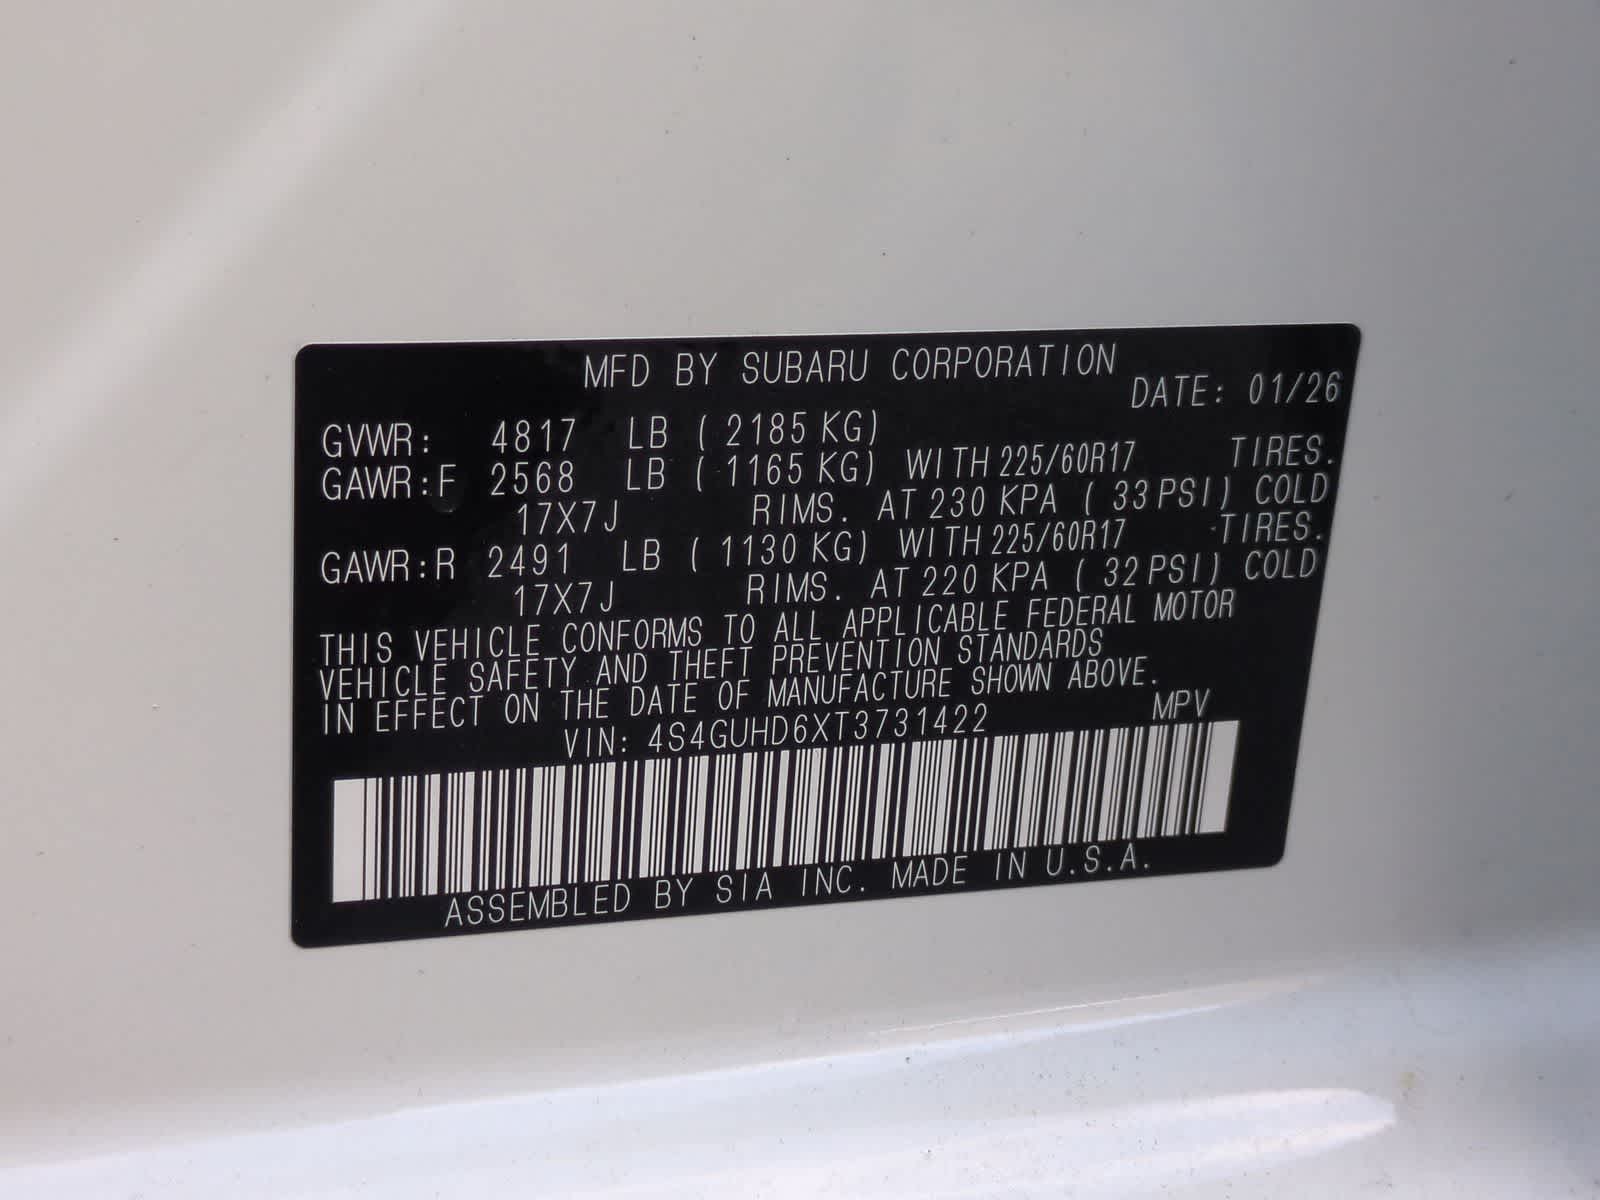 MFD BY SUBARU CORPORATION
DATE: 01/26
GVWR: 4817 LB (2185 KG)
GAWR:F 2568 LB (1165 KG) WITH 225/60R17 TIRES.
17X7J RIMS. AT 230 KPA (33 PSI) COLD
GAWR:R 2491 LB (1130 KG) WITH 225/60R17 TIRES.
17X7J RIMS. AT 220 KPA (32 PSI) COLD
THIS VEHICLE CONFORMS TO ALL APPLICABLE FEDERAL MOTOR
VEHICLE SAFETY AND THEFT PREVENTION STANDARDS
IN EFFECT ON THE DATE OF MANUFACTURE SHOWN ABOVE.
VIN: 4S4GUHD6XT3731422 MPV
ASSEMBLED BY SIA INC. MADE IN U.S.A.